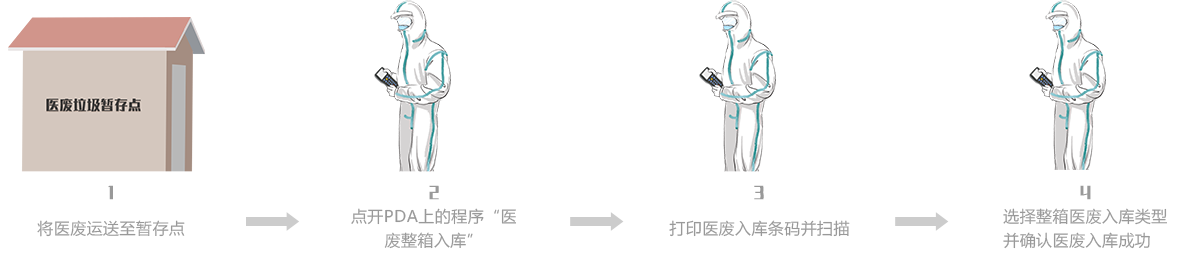 医废垃圾暂存点
1
将医废运送至暂存点
2
点开PDA上的程序“医
废整箱入库”
3
打印医废入库条码并扫描
4
选择整箱医废入库类型
并确认医废入库成功